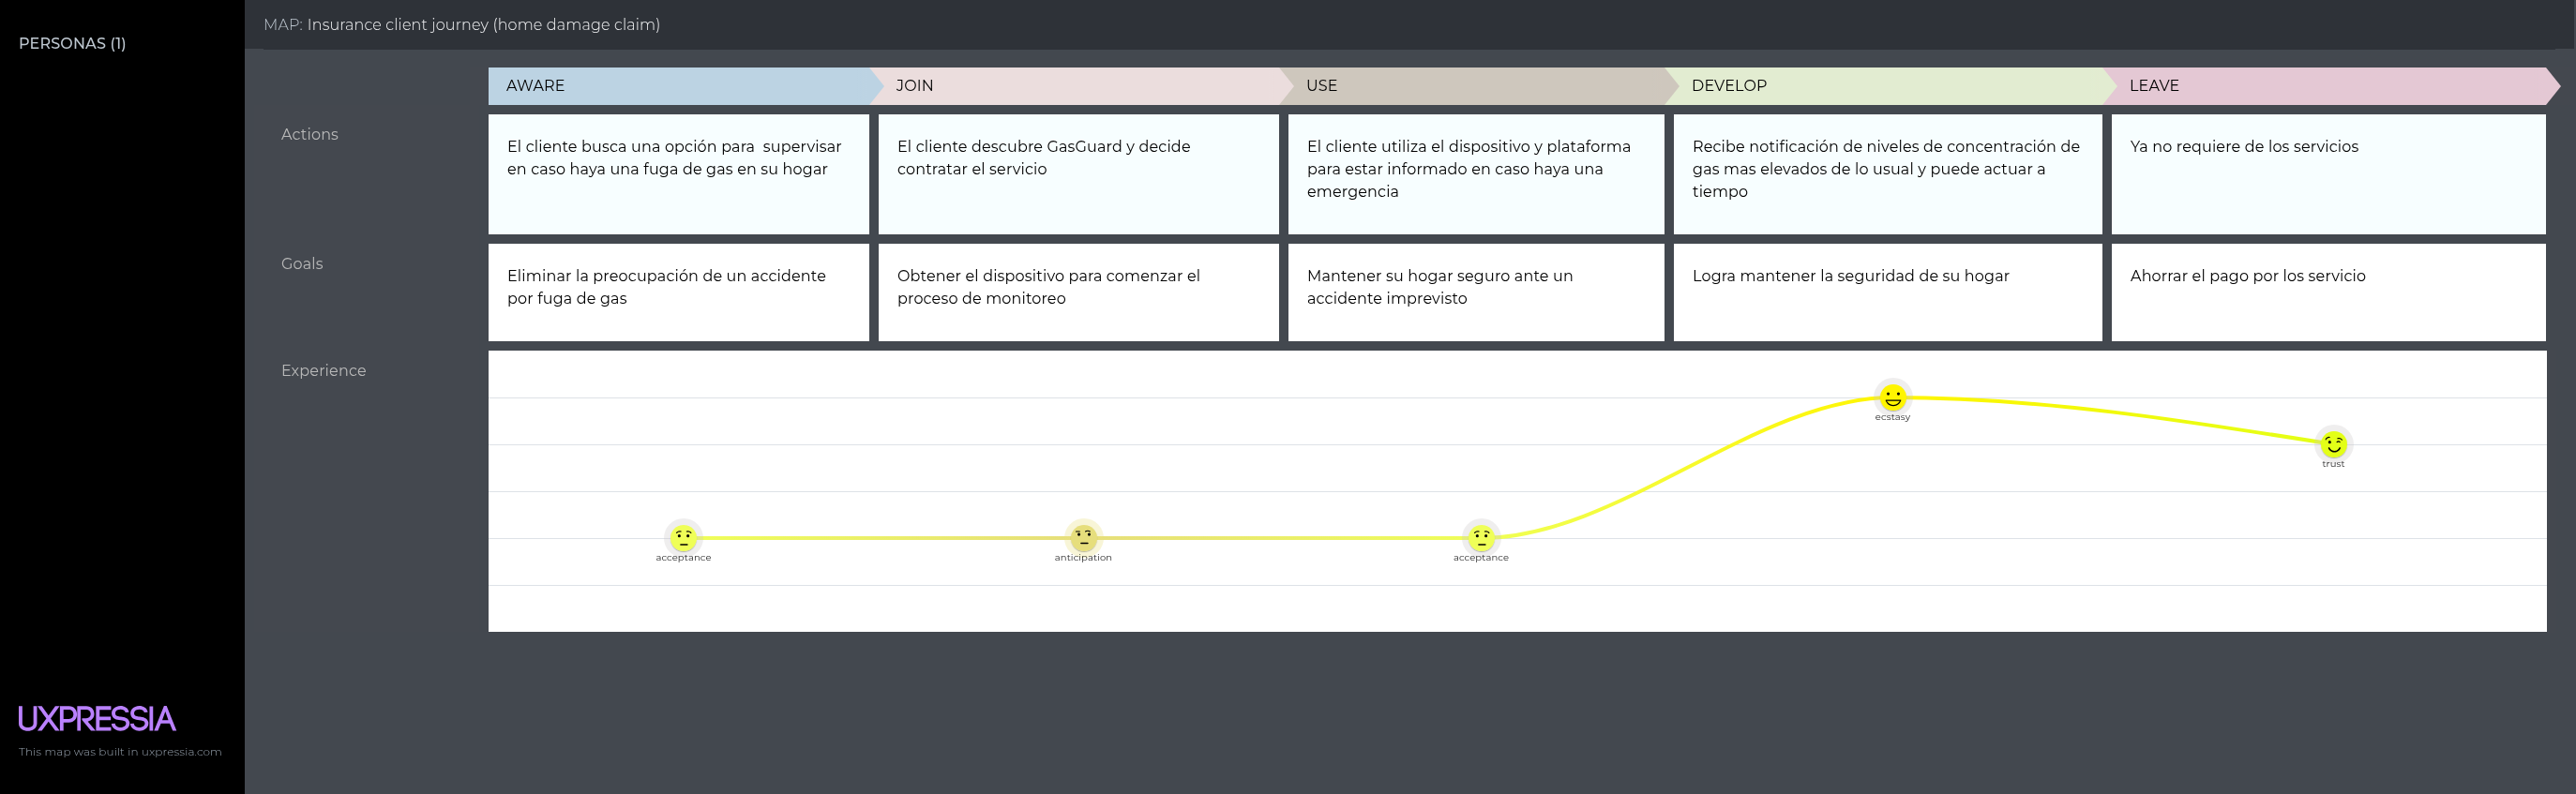 PERSONAS (1)
MAP: Insurance client journey (home damage claim)
AWARE
JOIN
USE
DEVELOP
LEAVE
Actions
El cliente busca una opción para  supervisar
en caso haya una fuga de gas en su hogar
El cliente descubre GasGuard y decide
contratar el servicio
El cliente utiliza el dispositivo y plataforma
para estar informado en caso haya una
emergencia
Recibe notificación de niveles de concentración de
gas mas elevados de lo usual y puede actuar a
tiempo
Ya no requiere de los servicios
Goals
Eliminar la preocupación de un accidente
por fuga de gas
Obtener el dispositivo para comenzar el
proceso de monitoreo
Mantener su hogar seguro ante un
accidente imprevisto
Logra mantener la seguridad de su hogar
Ahorrar el pago por los servicio
Experience
ecstasy
trust
acceptance
anticipation
acceptance
UXPRESSIA
This map was built in uxpressia.com